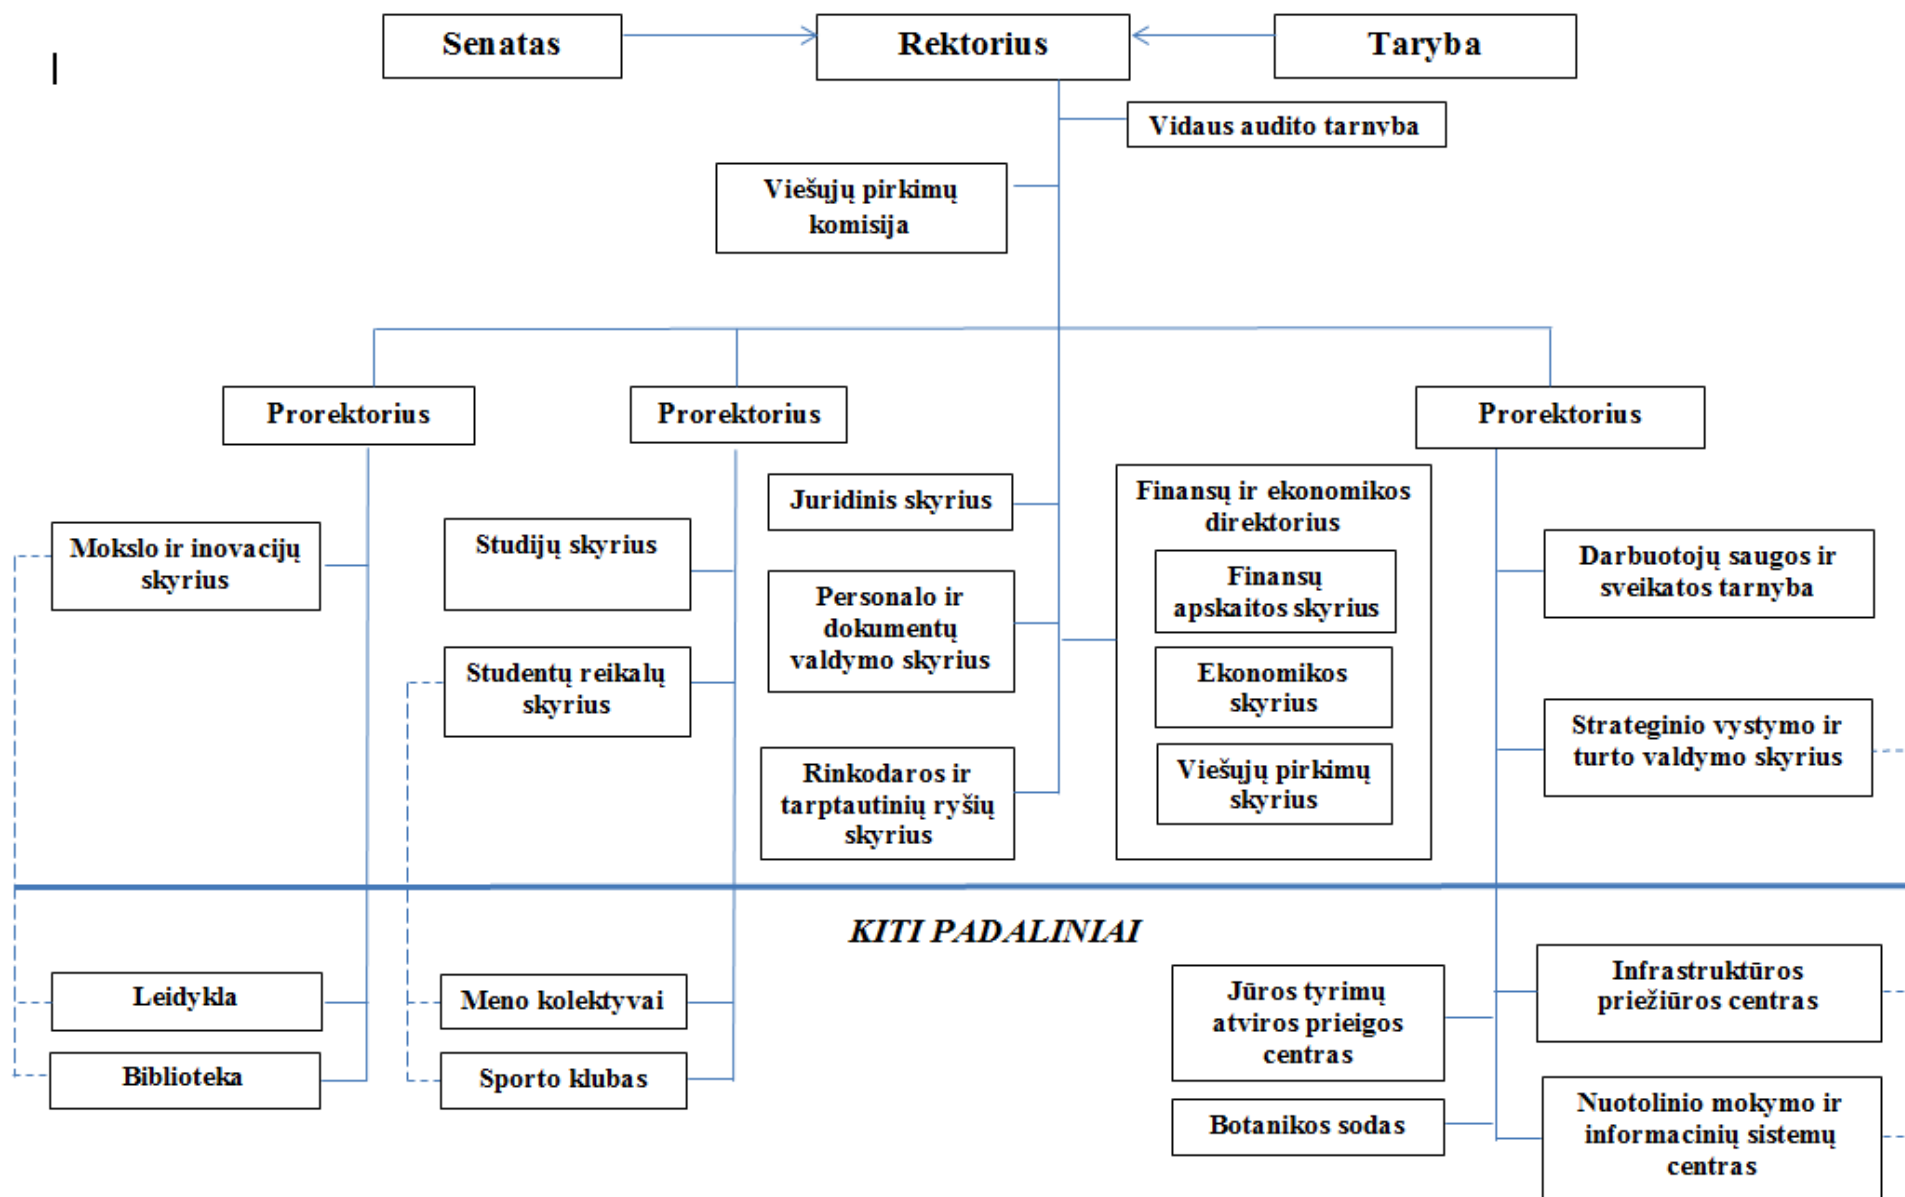 Senatas
Rektorius
Taryba
Vidaus audito tarnyba
Viešųjų pirkimų
komisija
Prorektorius
Prorektorius
Prorektorius
Mokslo ir inovacijų
skyrius
Studijų skyrius
Studentų reikalų
skyrius
Juridinis skyrius
Personalo ir
dokumentų
valdymo skyrius
Rinkodaros ir
tarptautinių ryšių
skyrius
Finansų ir ekonomikos
direktorius
Finansų
apskaitos skyrius
Ekonomikos
skyrius
Viešųjų pirkimų
skyrius
Darbuotojų saugos ir
sveikatos tarnyba
Strateginio vystymo ir
turto valdymo skyrius
KITI PADALINIAI
Leidykla
Biblioteka
Meno kolektyvai
Sporto klubas
Jūros tyrimų
atviros prieigos
centras
Botanikos sodas
Infrastruktūros
priežiūros centras
Nuotolinio mokymo ir
informacinių sistemų
centras